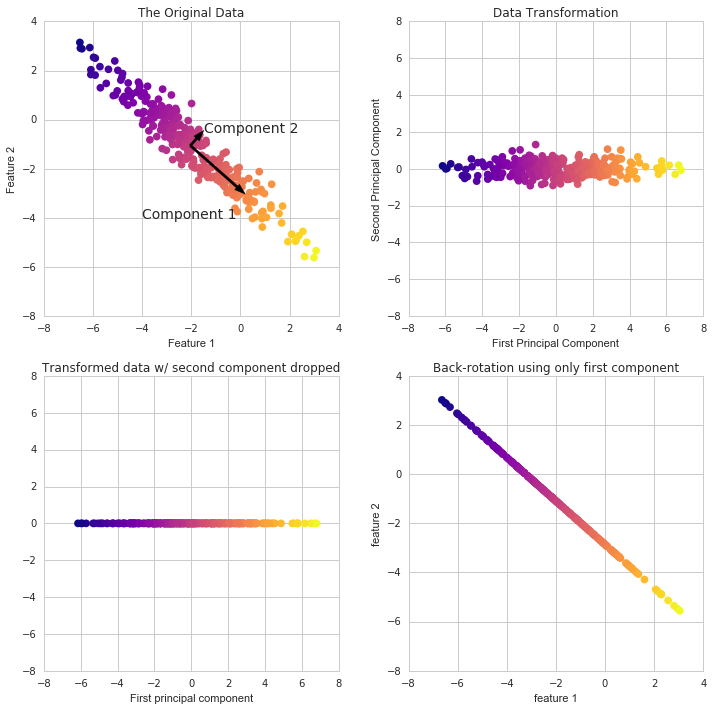 The Original Data
4
2
0
−2
−4
−6
−8
Feature 2
Component 2
Component 1
−8 −6 −4 −2 0 2 4
Feature 1
Data Transformation
8
6
4
2
0
−2
−4
−6
−8
Second Principal Component
−8 −6 −4 −2 0 2 4 6 8
First Principal Component
Transformed data w/ second component dropped
8
6
4
2
0
−2
−4
−6
−8
−8 −6 −4 −2 0 2 4 6 8
First principal component
Back-rotation using only first component
4
2
0
−2
−4
−6
−8
feature 2
−8 −6 −4 −2 0 2 4
feature 1